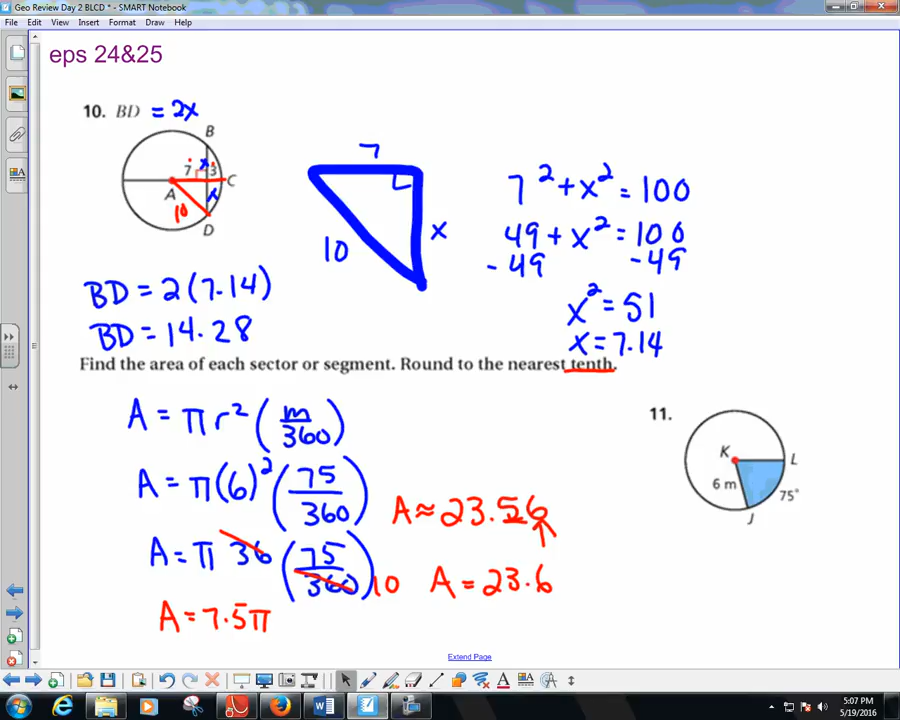 Geo Review Day 2 BLCD * - SMART Notebook
File Edit View Insert Format Draw Help
eps 24&25
10. BD = 2x
B
7 x 3
C
A
x
10
D
7
10
x
7² + x² = 100
49 + x² = 100
- 49 - 49
x² = 51
x = 7.14
BD = 2(7.14)
BD = 14.28
Find the area of each sector or segment. Round to the nearest tenth.
A = πr² (m/360)
A = π(6)² (75/360)
A = π 36 (75/360) 10
A = 7.5π
A ≈ 23.56
A = 23.6
11.
K
L
6 m
75°
J
Extend Page
5:07 PM
5/19/2016